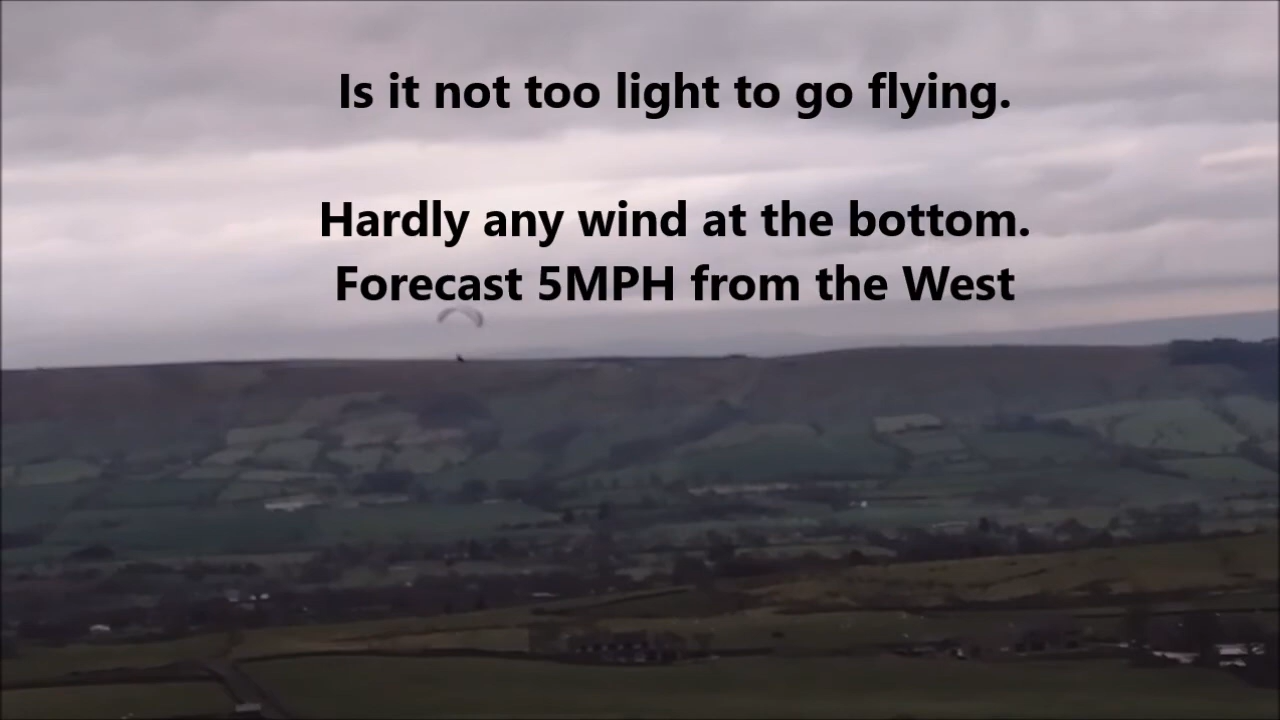 Is it not too light to go flying.
Hardly any wind at the bottom.
Forecast 5MPH from the West